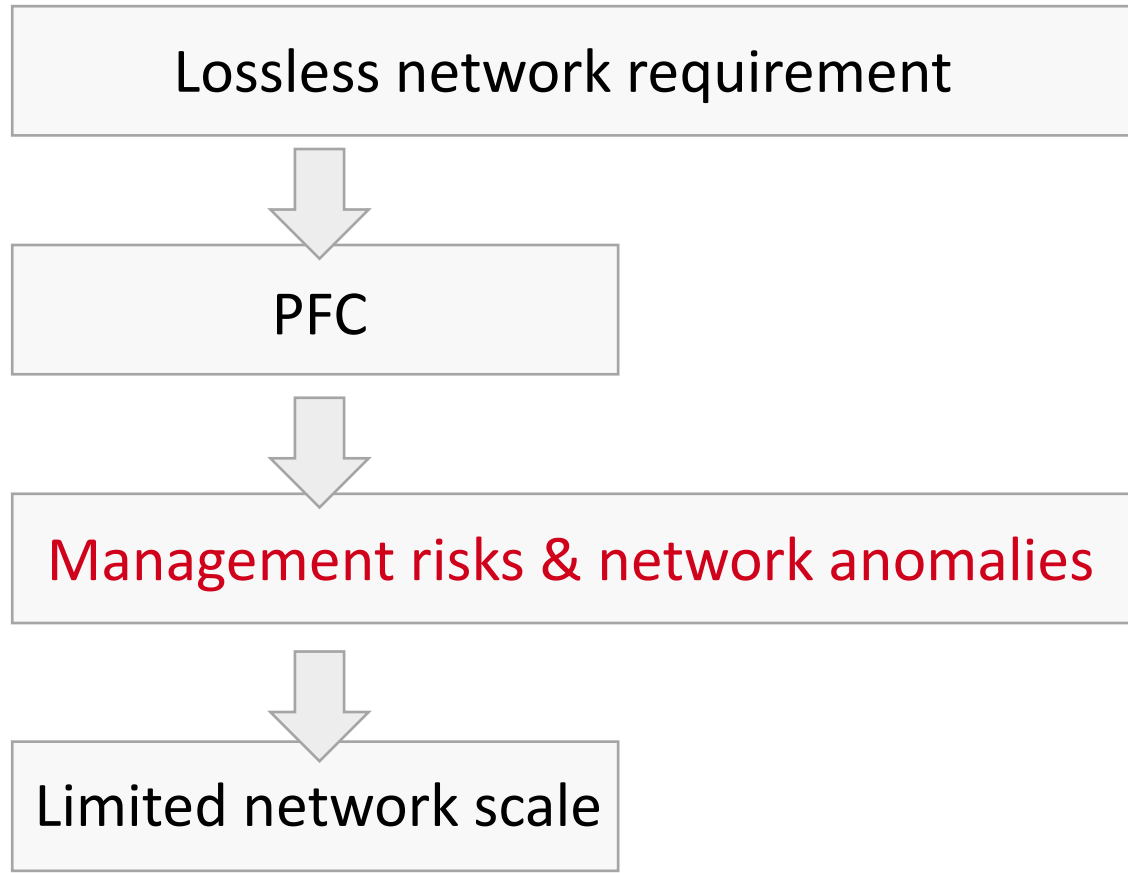 Lossless network requirement
PFC
Management risks & network anomalies
Limited network scale